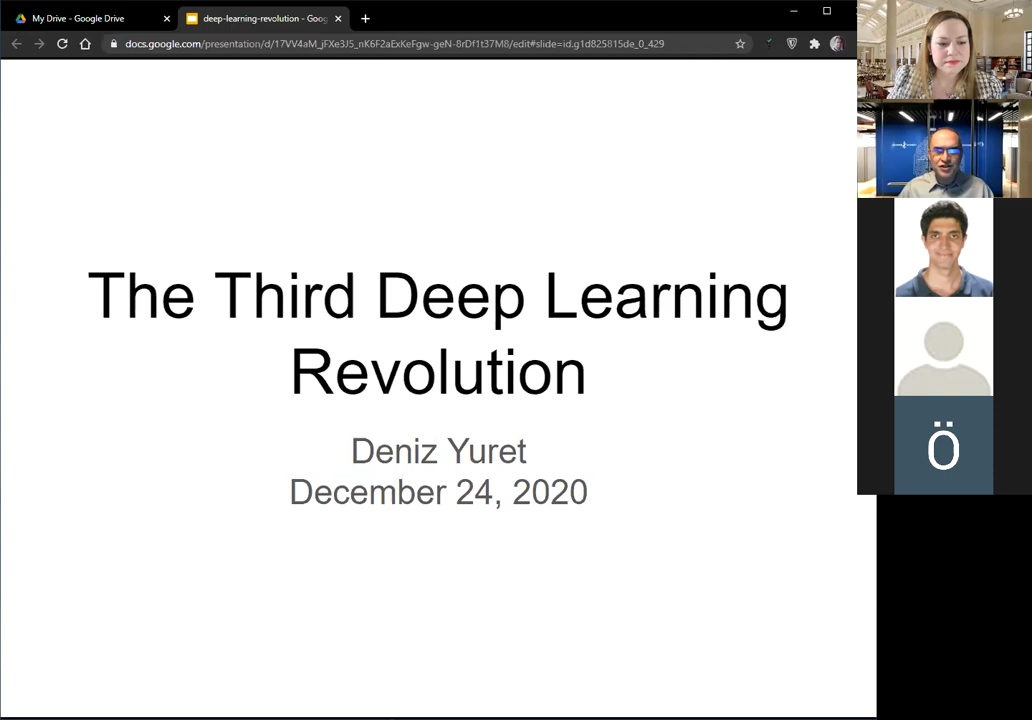 My Drive - Google Drive
deep-learning-revolution - Goog
docs.google.com/presentation/d/17VV4aM_jFXe3J5_nK6F2aExKeFgw-geN-8rDf1t37M8/edit#slide=id.g1d825815de_0_429
The Third Deep Learning
Revolution
Deniz Yuret
December 24, 2020
Ö